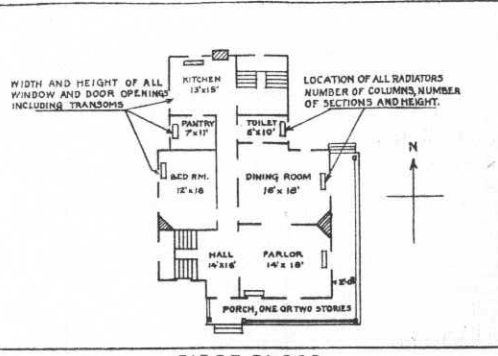 KITCHEN
13'x15'
WIDTH AND HEIGHT OF ALL
WINDOW AND DOOR OPENINGS
INCLUDING TRANSOMS
LOCATION OF ALL RADIATORS
NUMBER OF COLUMNS, NUMBER
OF SECTIONS AND HEIGHT.
PANTRY
7'x11'
TOILET
8'x10'
N
BED RM.
12'x18
DINING ROOM
16'x18'
HALL
14'x18'
PARLOR
14'x18'
PORCH, ONE OR TWO STORIES